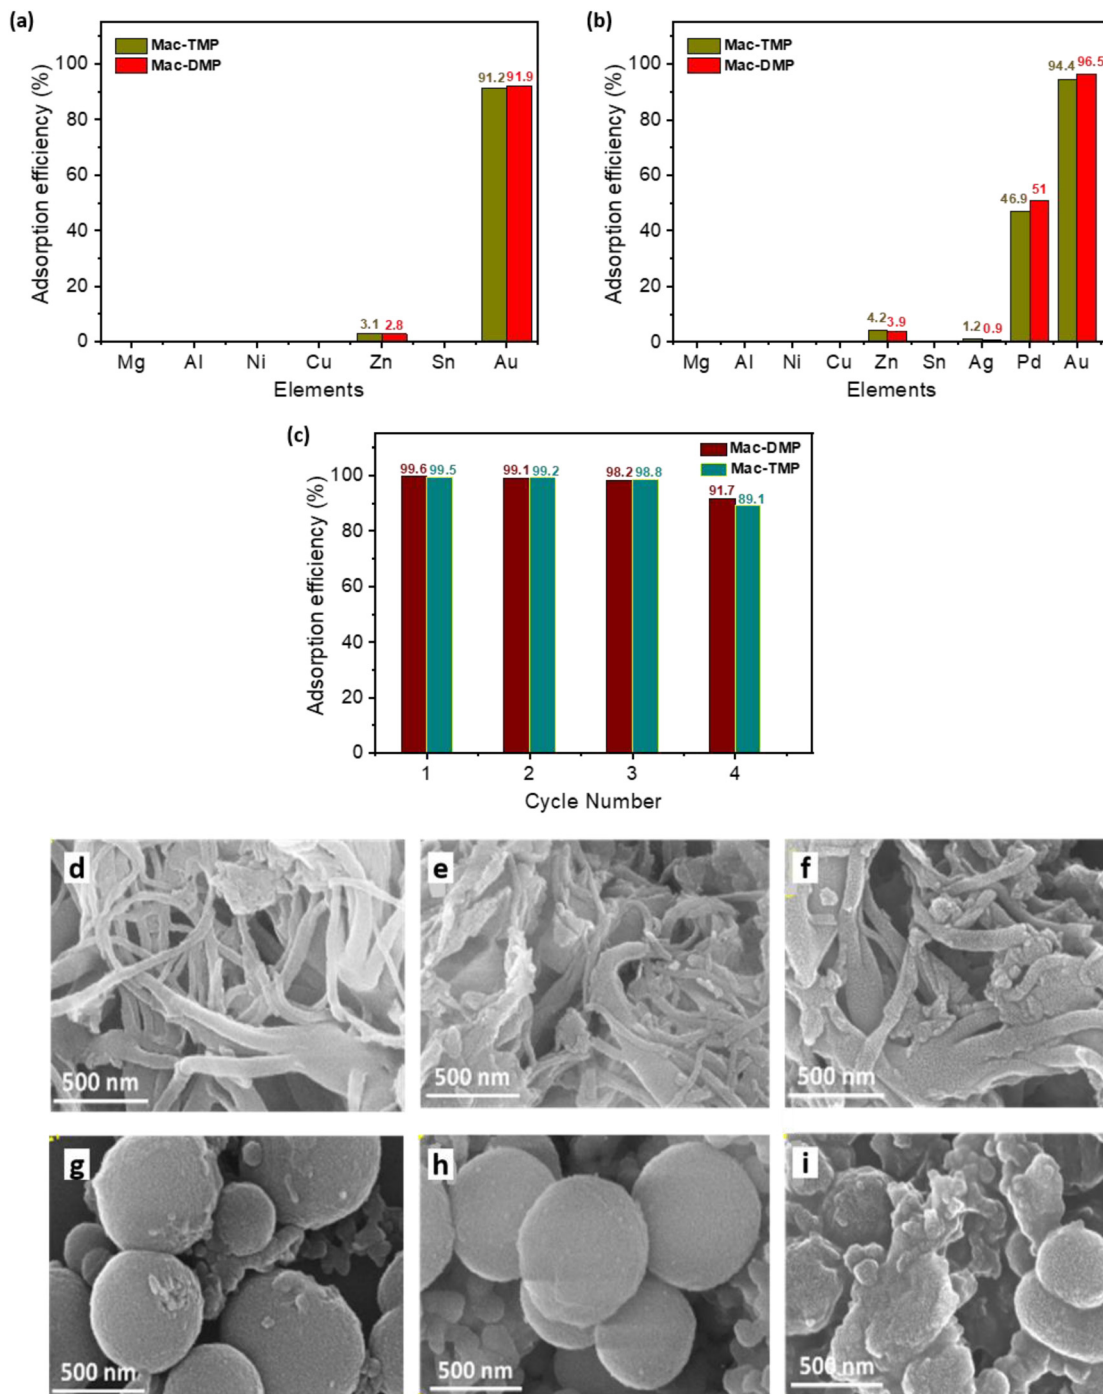 (a)
Mac-TMP
Mac-DMP
Adsorption efficiency (%)
100
80
60
40
20
0
3.1
2.8
91.2
91.9
Mg Al Ni Cu Zn Sn Au
Elements
(b)
Mac-TMP
Mac-DMP
Adsorption efficiency (%)
100
80
60
40
20
0
4.2
3.9
1.2
0.9
46.9
51
94.4
96.5
Mg Al Ni Cu Zn Sn Ag Pd Au
Elements
(c)
Mac-DMP
Mac-TMP
Adsorption efficiency (%)
100
80
60
40
20
0
99.6
99.5
99.1
99.2
98.2
98.8
91.7
89.1
1 2 3 4
Cycle Number
d
500 nm
e
500 nm
f
500 nm
g
500 nm
h
500 nm
i
500 nm